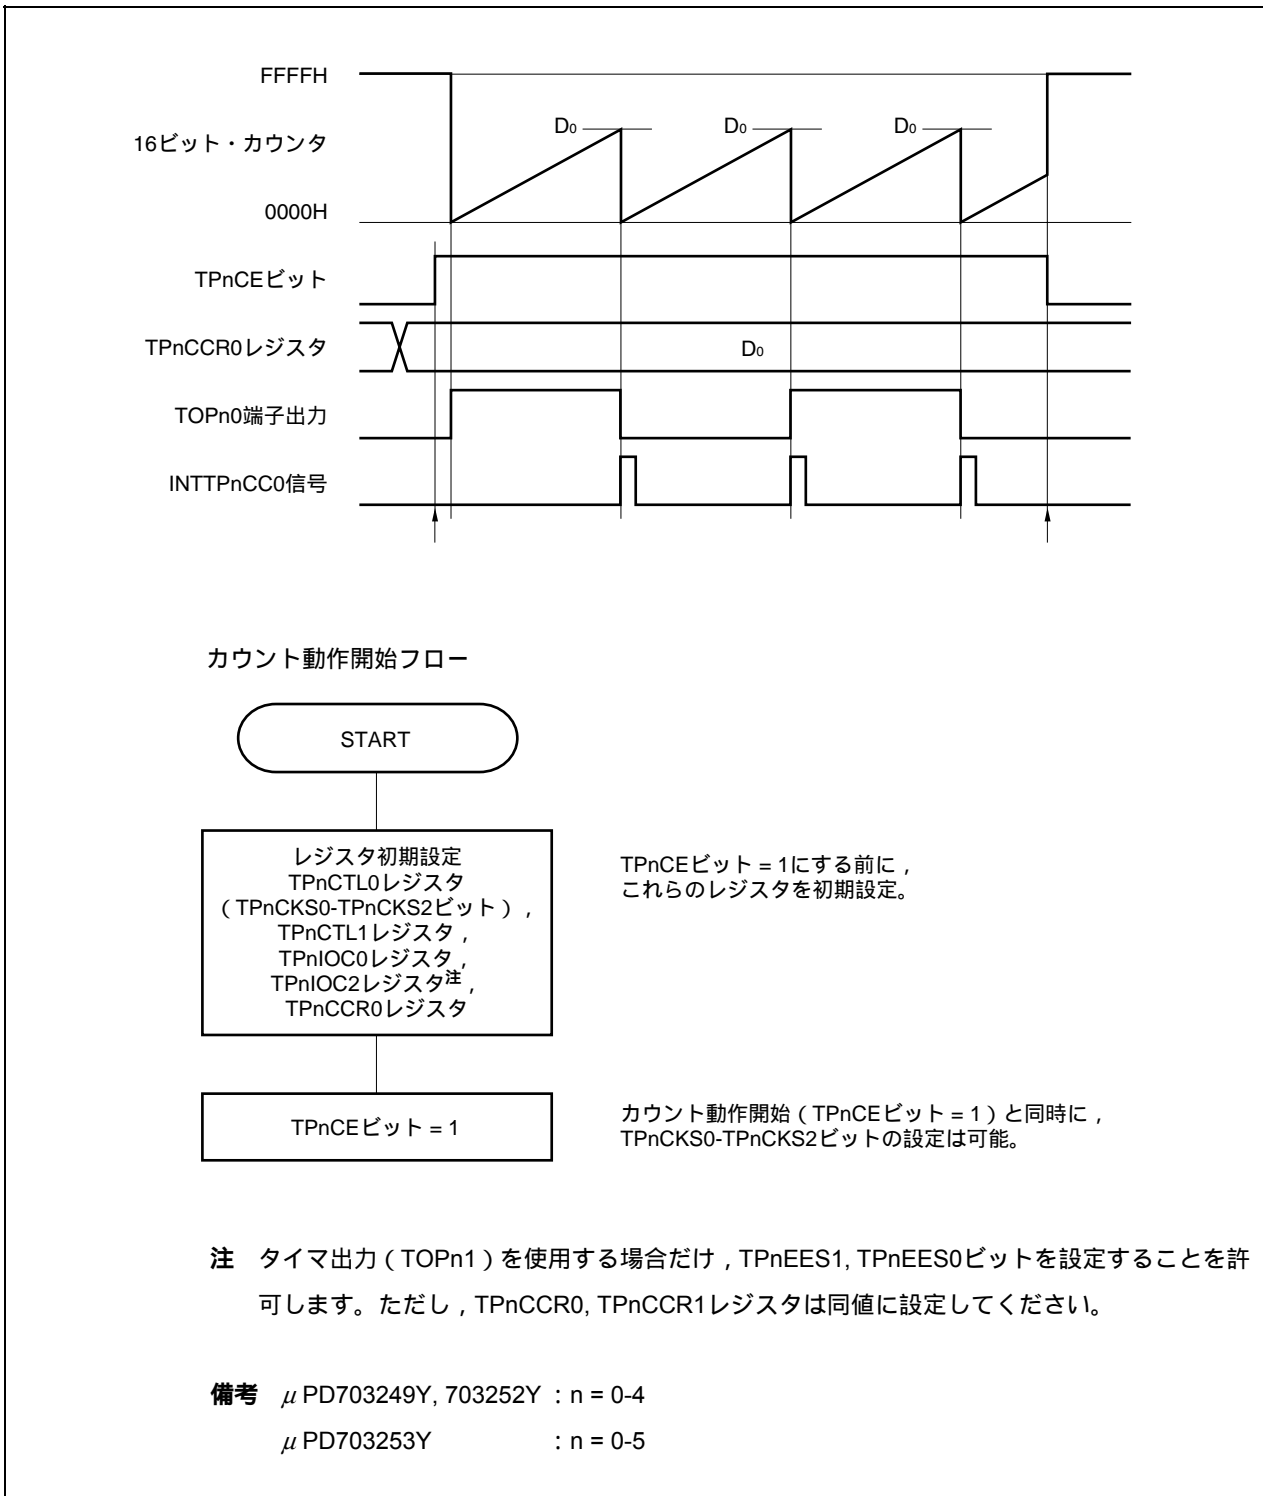 FFFFH
16ビット・カウンタ
0000H
D0 D0 D0
TPnCEビット
TPnCCR0レジスタ
D0
TOPn0端子出力
INTTPnCC0信号
カウント動作開始フロー
START
レジスタ初期設定
TPnCTL0レジスタ
（TPnCKS0-TPnCKS2ビット）,
TPnCTL1レジスタ,
TPnIOC0レジスタ,
TPnIOC2レジスタ注,
TPnCCR0レジスタ
TPnCEビット = 1にする前に,
これらのレジスタを初期設定。
TPnCEビット = 1
カウント動作開始（TPnCEビット = 1）と同時に,
TPnCKS0-TPnCKS2ビットの設定は可能。
注 タイマ出力（TOPn1）を使用する場合だけ, TPnEES1, TPnEES0ビットを設定することを許
可します。ただし, TPnCCR0, TPnCCR1レジスタは同値に設定してください。
備考 μPD703249Y, 703252Y : n = 0-4
μPD703253Y : n = 0-5